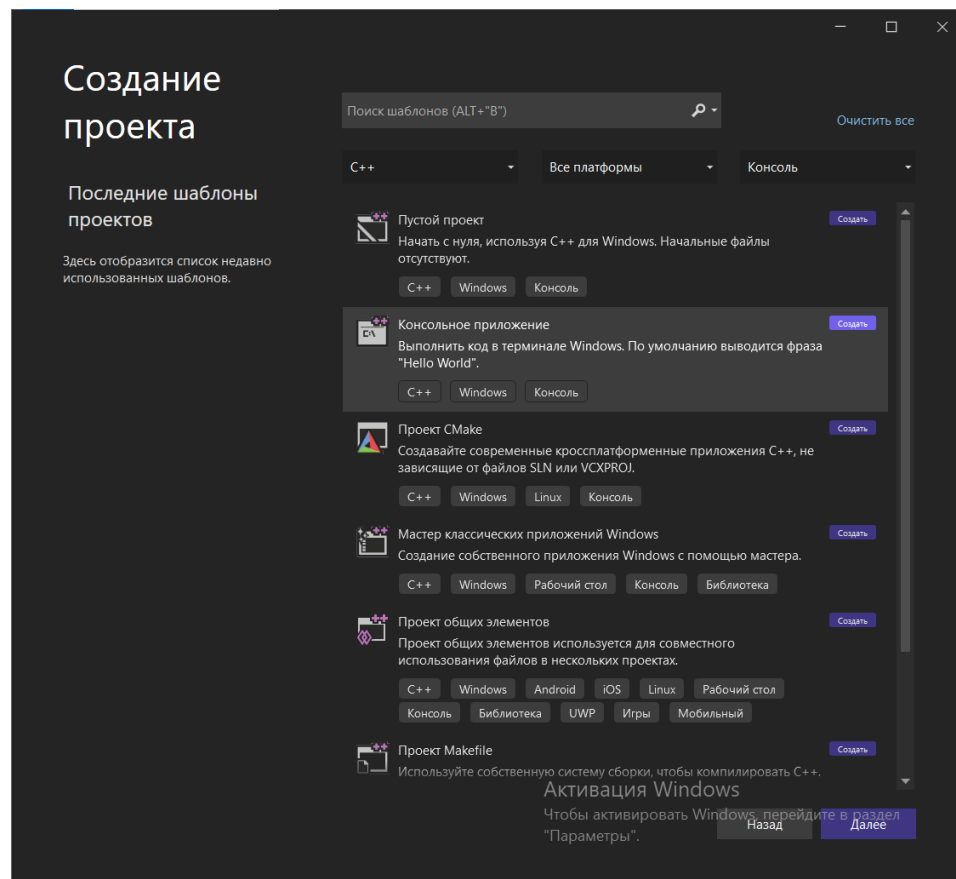 Создание
проекта
Последние шаблоны
проектов
Здесь отобразится список недавно
использованных шаблонов.
Поиск шаблонов (ALT+"B")
Очистить все
C++
Все платформы
Консоль
Пустой проект
Создать
Начать с нуля, используя C++ для Windows. Начальные файлы
отсутствуют.
C++ Windows Консоль
Консольное приложение
Создать
Выполнить код в терминале Windows. По умолчанию выводится фраза
"Hello World".
C++ Windows Консоль
Проект CMake
Создать
Создавайте современные кроссплатформенные приложения C++, не
зависящие от файлов SLN или VCXPROJ.
C++ Windows Linux Консоль
Мастер классических приложений Windows
Создать
Создание собственного приложения Windows с помощью мастера.
C++ Windows Рабочий стол Консоль Библиотека
Проект общих элементов
Создать
Проект общих элементов используется для совместного
использования файлов в нескольких проектах.
C++ Windows Android iOS Linux Рабочий стол
Консоль Библиотека UWP Игры Мобильный
Проект Makefile
Создать
Используйте собственную систему сборки, чтобы компилировать C++.
Активация Windows
Чтобы активировать Windows, перейдите в раздел
"Параметры".
Назад
Далее